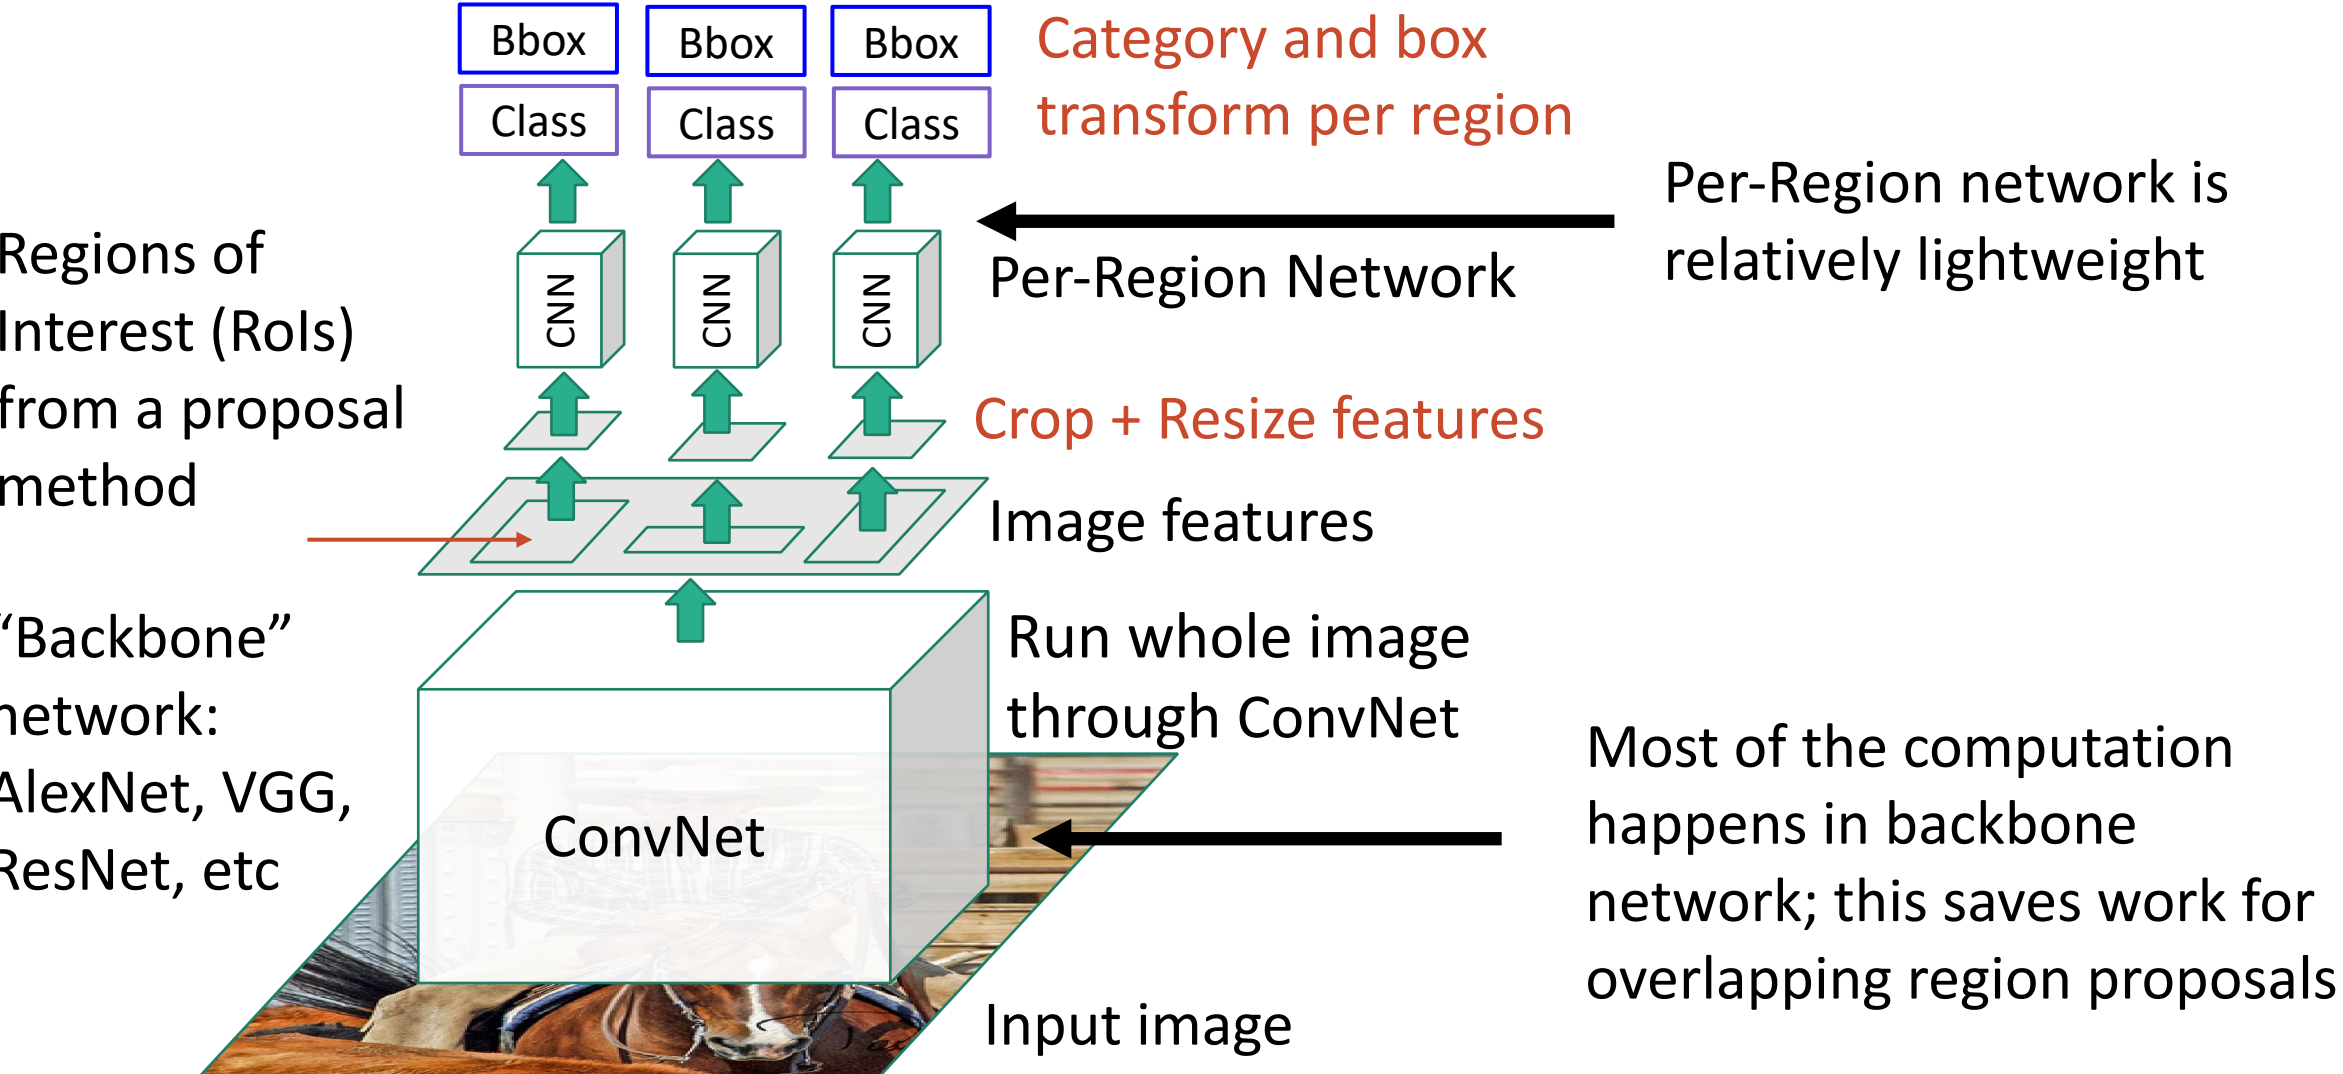 Bbox
Bbox
Bbox
Class
Class
Class
Category and box
transform per region
Per-Region network is
relatively lightweight
Regions of
Interest (RoIs)
from a proposal
method
CNN
CNN
CNN
Per-Region Network
Crop + Resize features
Image features
“Backbone”
network:
AlexNet, VGG,
ResNet, etc
Run whole image
through ConvNet
ConvNet
Most of the computation
happens in backbone
network; this saves work for
overlapping region proposals
Input image